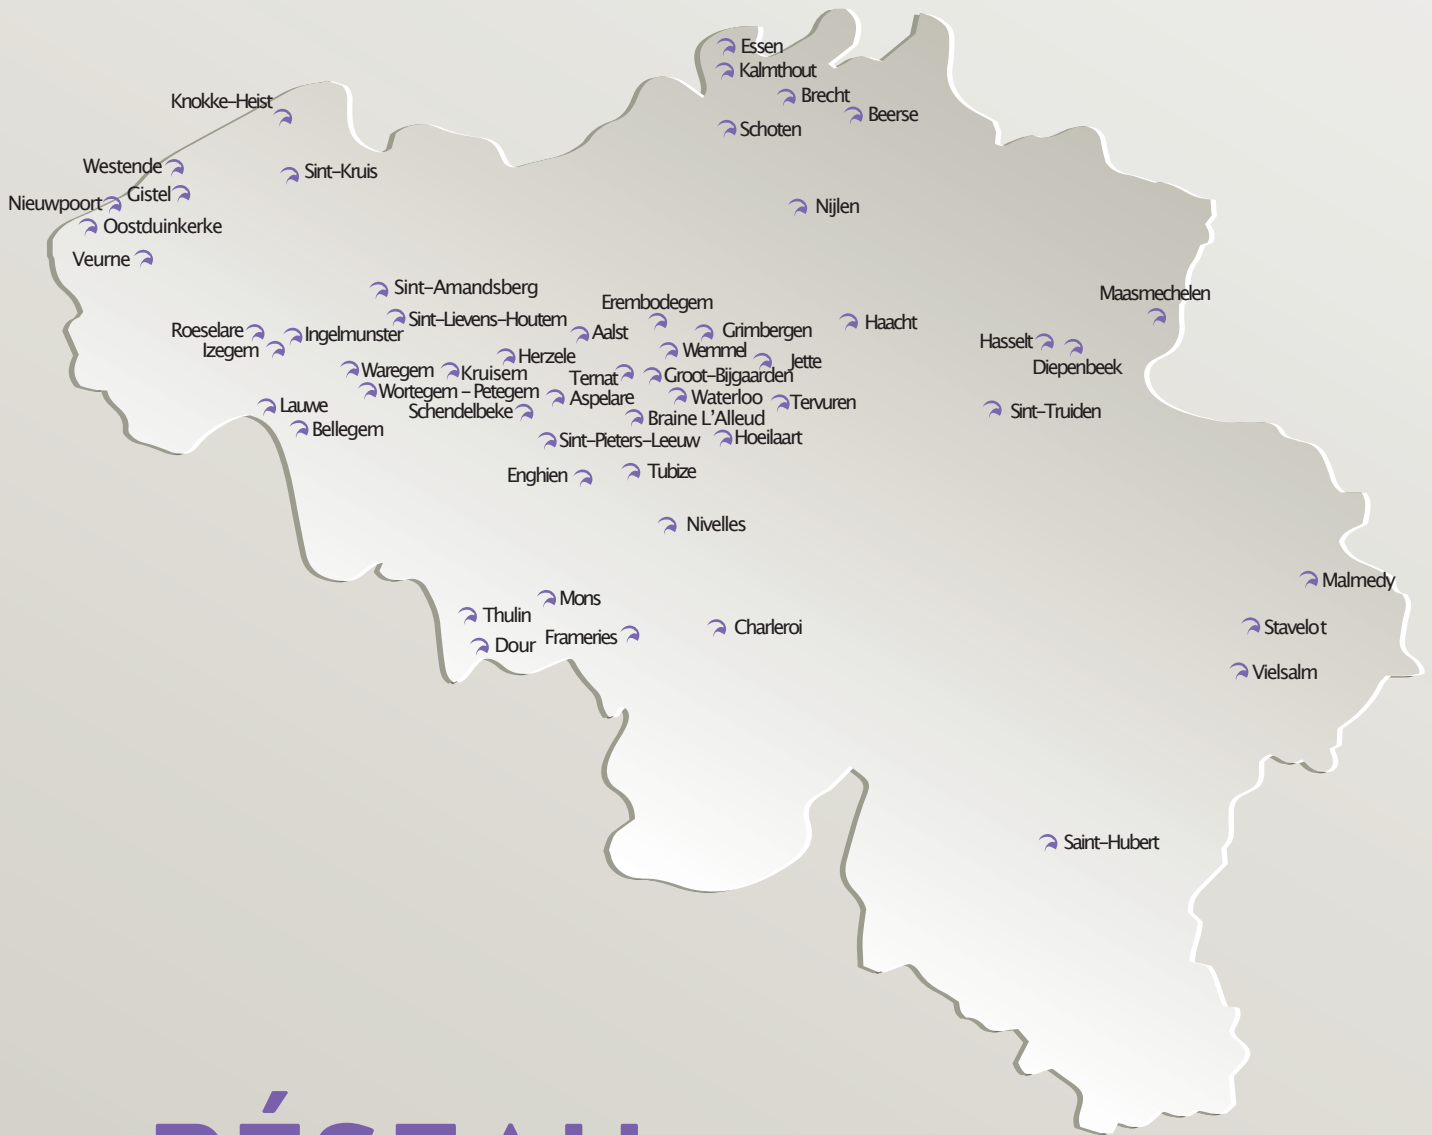 Essen
Kalmthout
Brecht
Knokke-Heist
Beerse
Schoten
Westende
Sint-Kruis
Gistel
Nieuwpoort
Nijlen
Oostduinkerke
Veurne
Sint-Amandsberg
Maasmechelen
Erembodegem
Sint-Lievens-Houtem
Haacht
Roeselare
Ingelmunster
Aalst
Grimbergen
Hasselt
Izegem
Wemmel
Herzele
Jette
Diepenbeek
Waregem
Kruisem
Ternat
Groot-Bijgaarden
Wortegem - Petegem
Aspelare
Waterloo
Tervuren
Lauwe
Schendelbeke
Sint-Truiden
Braine L'Alleud
Bellegem
Sint-Pieters-Leeuw
Hoeilaart
Enghien
Tubize
Nivelles
Malmedy
Mons
Thulin
Charleroi
Stavelot
Frameries
Dour
Vielsalm
Saint-Hubert
RÉSEAU